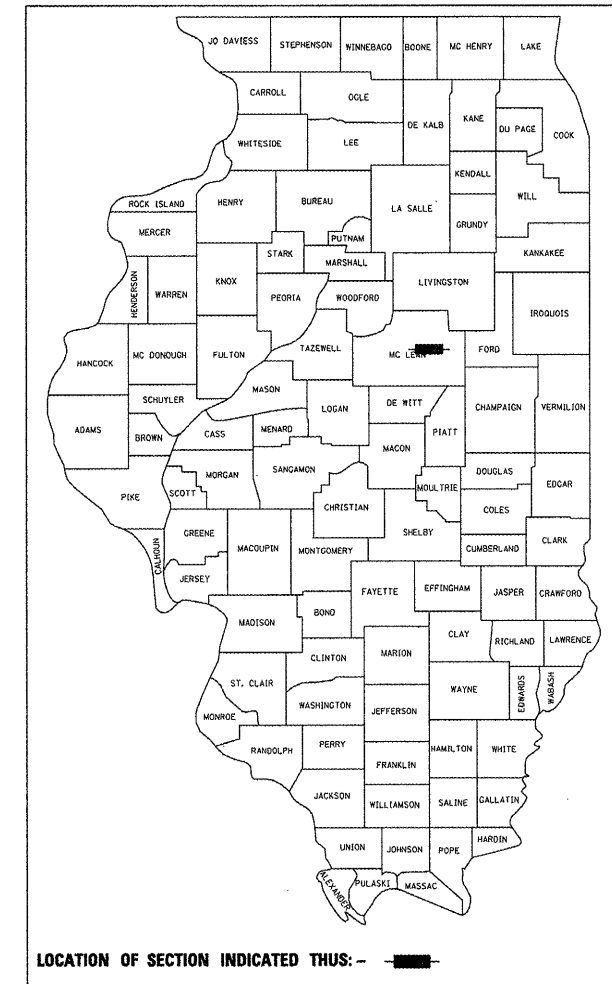 JO DAVIESS STEPHENSON WINNEBAGO BOONE MC HENRY LAKE
CARROLL OGLE DE KALB KANE DU PAGE COOK
WHITESIDE LEE KENDALL WILL
ROCK ISLAND HENRY BUREAU LA SALLE GRUNDY
MERCER PUTNAM KANKAKEE
STARK MARSHALL LIVINGSTON
HENDERSON WARREN KNOX PEORIA WOODFORD IROQUOIS
HANCOCK MC DONOUGH FULTON TAZEWELL MC LEAN FORD
MASON
SCHUYLER LOGAN DE WITT CHAMPAIGN VERMILION
ADAMS BROWN CASS MENARD MACON PIATT
MORGAN SANGAMON DOUGLAS EDGAR
PIKE SCOTT CHRISTIAN MOULTRIE COLES
CALHOUN GREENE MACOUPIN MONTGOMERY SHELBY CUMBERLAND CLARK
JERSEY FAYETTE EFFINGHAM JASPER CRAWFORD
MADISON BOND
CLINTON MARION CLAY RICHLAND LAWRENCE
ST. CLAIR WAYNE EDWARDS WABASH
MONROE WASHINGTON JEFFERSON
RANDOLPH PERRY HAMILTON WHITE
FRANKLIN
JACKSON WILLIAMSON SALINE GALLATIN
UNION JOHNSON POPE HARDIN
ALEXANDER PULASKI MASSAC
LOCATION OF SECTION INDICATED THUS: -